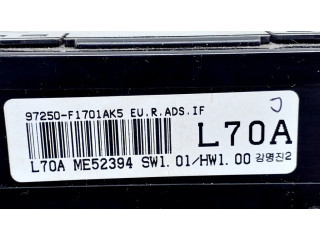 97250-F1701AK5 EU.R.ADS.IF
L70A
L70A ME52394 SW1.01/HW1.00 강명진2